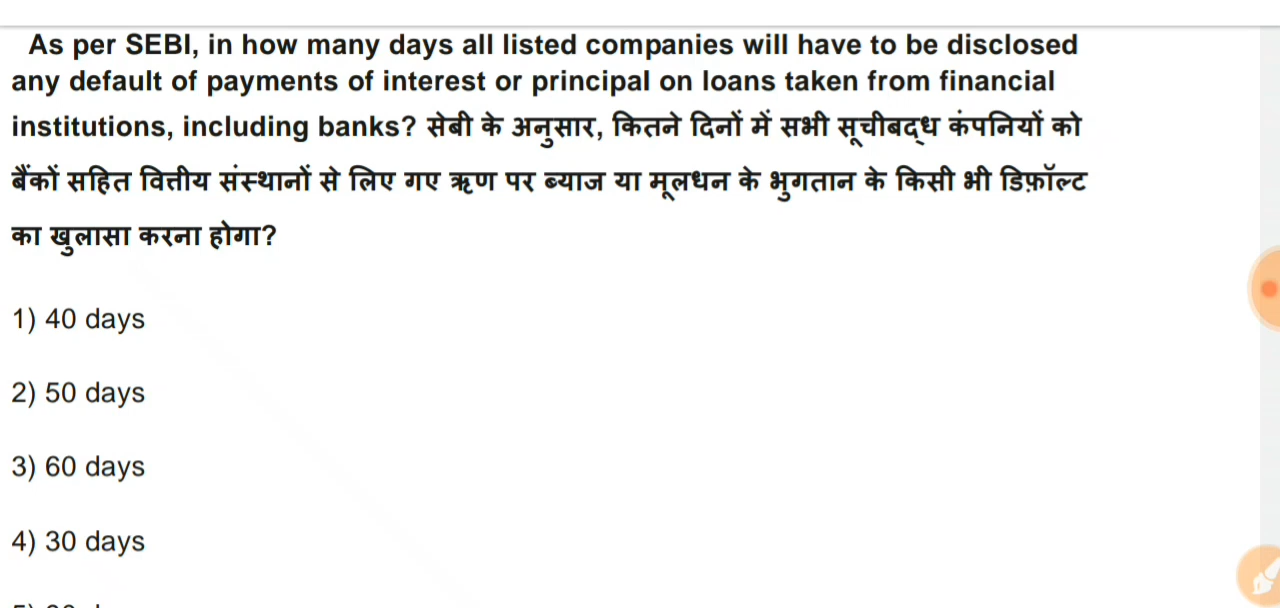 As per SEBI, in how many days all listed companies will have to be disclosed
any default of payments of interest or principal on loans taken from financial
institutions, including banks? सेबी के अनुसार, कितने दिनों में सभी सूचीबद्ध कंपनियों को
बैंकों सहित वित्तीय संस्थानों से लिए गए ऋण पर ब्याज या मूलधन के भुगतान के किसी भी डिफ़ॉल्ट
का खुलासा करना होगा?
1) 40 days
2) 50 days
3) 60 days
4) 30 days